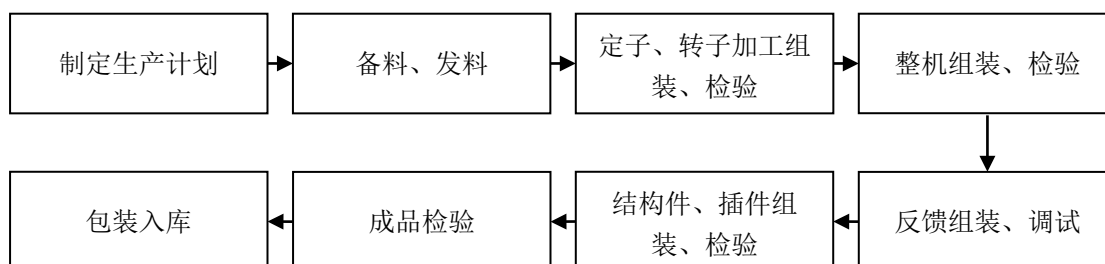 制定生产计划
备料、发料
定子、转子加工组
装、检验
整机组装、检验
反馈组装、调试
结构件、插件组
装、检验
成品检验
包装入库